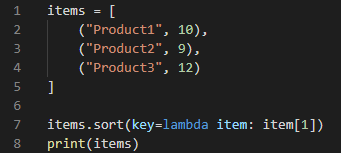 1 items = [
2     ("Product1", 10),
3     ("Product2", 9),
4     ("Product3", 12)
5 ]
6
7 items.sort(key=lambda item: item[1])
8 print(items)